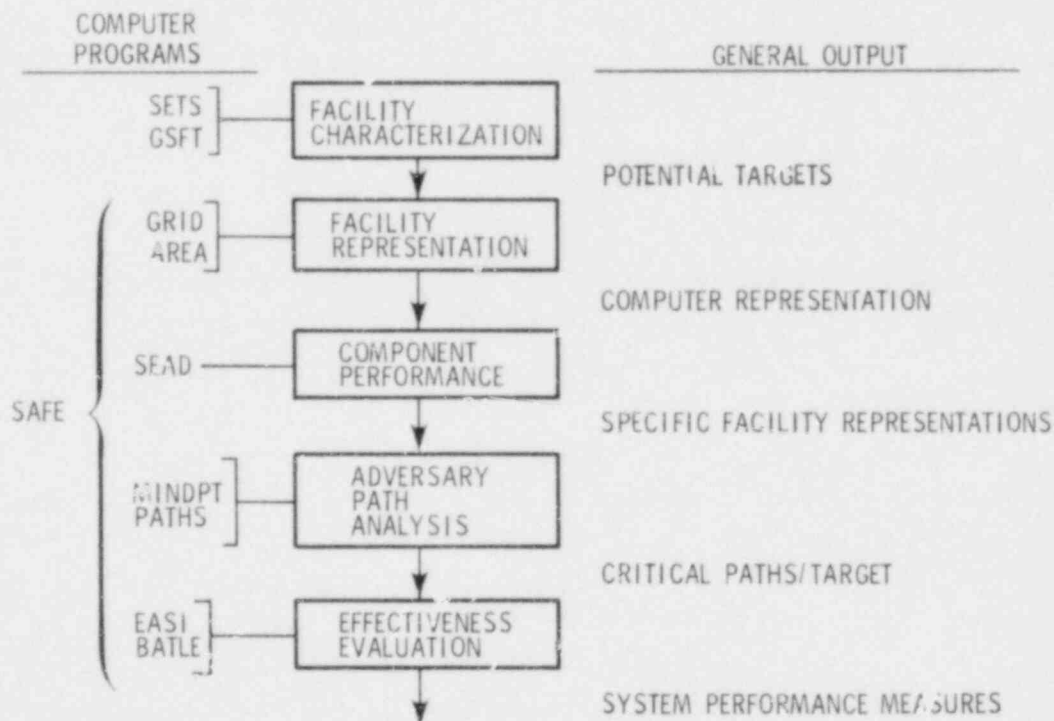 COMPUTER
PROGRAMS
GENERAL OUTPUT
SETS
GSFT
FACILITY
CHARACTERIZATION
POTENTIAL TARGETS
GRID
AREA
FACILITY
REPRESENTATION
COMPUTER REPRESENTATION
SEAD
COMPONENT
PERFORMANCE
SAFE
SPECIFIC FACILITY REPRESENTATIONS
MINDPT
PATHS
ADVERSARY
PATH
ANALYSIS
CRITICAL PATHS/TARGET
EASI
BATLE
EFFECTIVENESS
EVALUATION
SYSTEM PERFORMANCE MEASURES